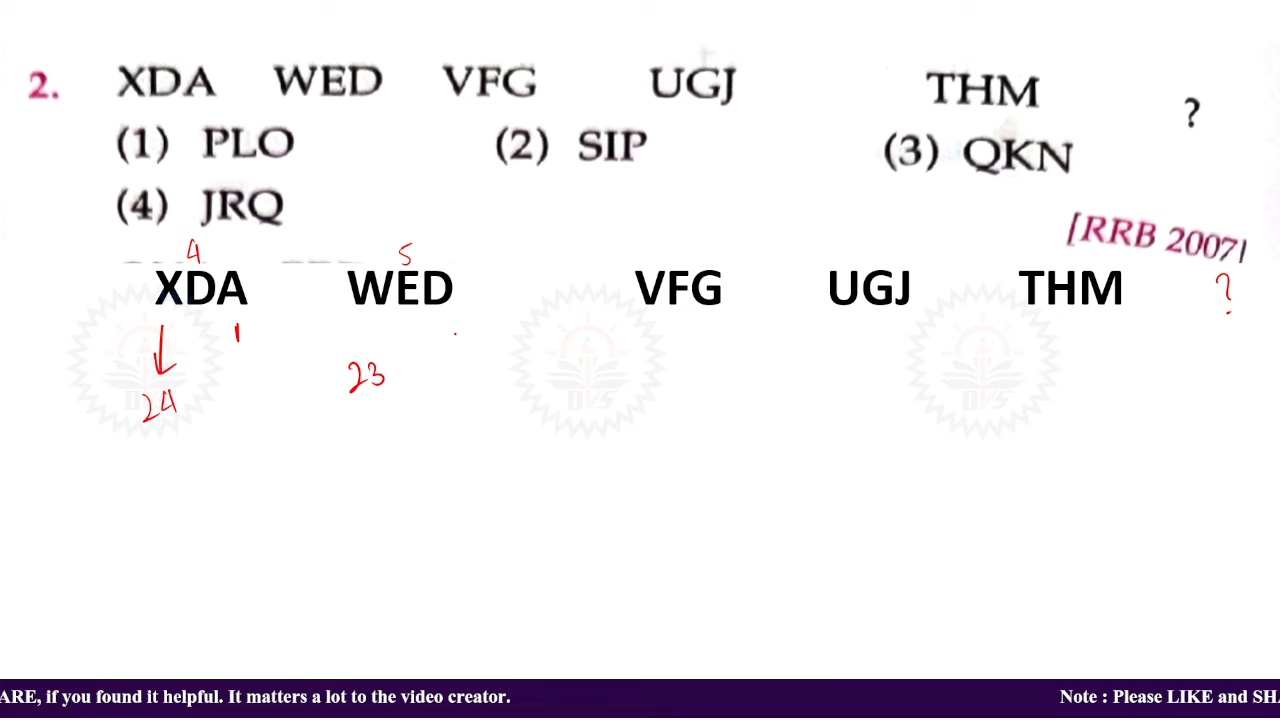 2. XDA WED VFG UGJ THM ?
(1) PLO (2) SIP (3) QKN
(4) JRQ
[RRB 2007]
4 5
XDA WED VFG UGJ THM ?
1
24 23
ARE, if you found it helpful. It matters a lot to the video creator. Note : Please LIKE and SHA